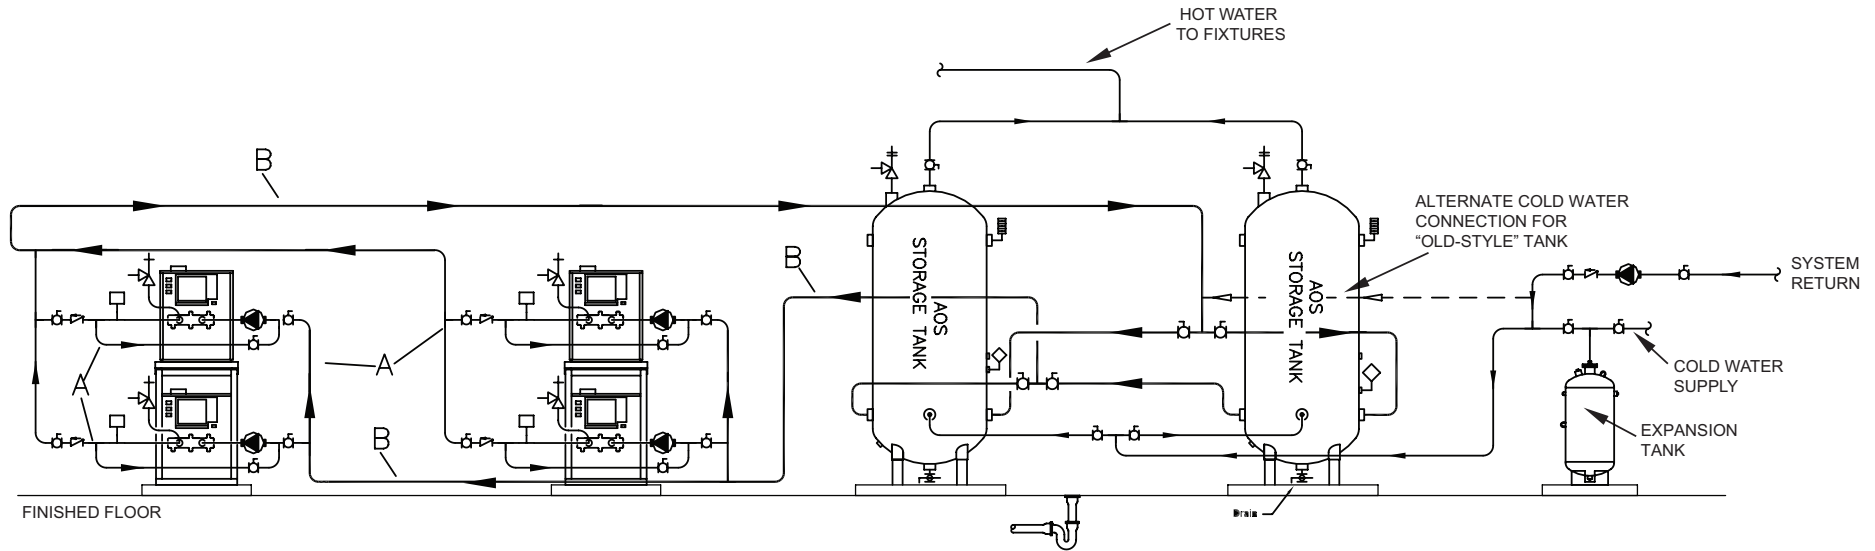 HOT WATER
TO FIXTURES
B
ALTERNATE COLD WATER
CONNECTION FOR
“OLD-STYLE” TANK
B
SYSTEM
RETURN
AOS
STORAGE TANK
AOS
STORAGE TANK
A
A
COLD WATER
SUPPLY
EXPANSION
TANK
B
FINISHED FLOOR
Drain